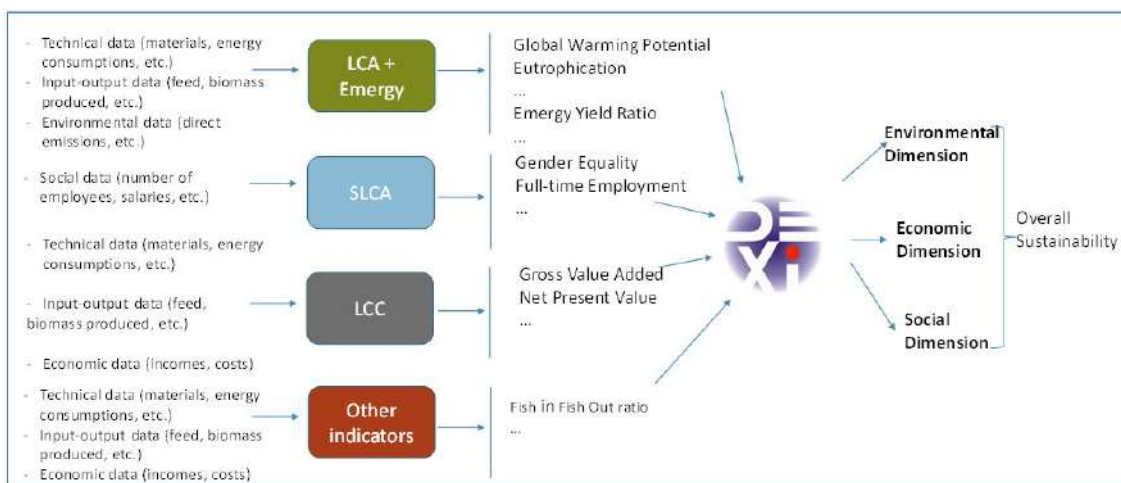 - Technical data (materials, energy
consumptions, etc.)
- Input-output data (feed, biomass
produced, etc.)
- Environmental data (direct
emissions, etc.)
- Social data (number of
employees, salaries, etc.)
- Technical data (materials, energy
consumptions, etc.)
- Input-output data (feed,
biomass produced, etc.)
- Economic data (incomes, costs)
- Technical data (materials, energy
consumptions, etc.)
- Input-output data (feed, biomass
produced, etc.)
- Economic data (incomes, costs)
LCA +
Emergy
SLCA
LCC
Other
indicators
Global Warming Potential
Eutrophication
...
Emergy Yield Ratio
...
Gender Equality
Full-time Employment
...
Gross Value Added
Net Present Value
...
Fish in Fish Out ratio
...
DE
Xi
Environmental
Dimension
Economic
Dimension
Social
Dimension
Overall
Sustainability